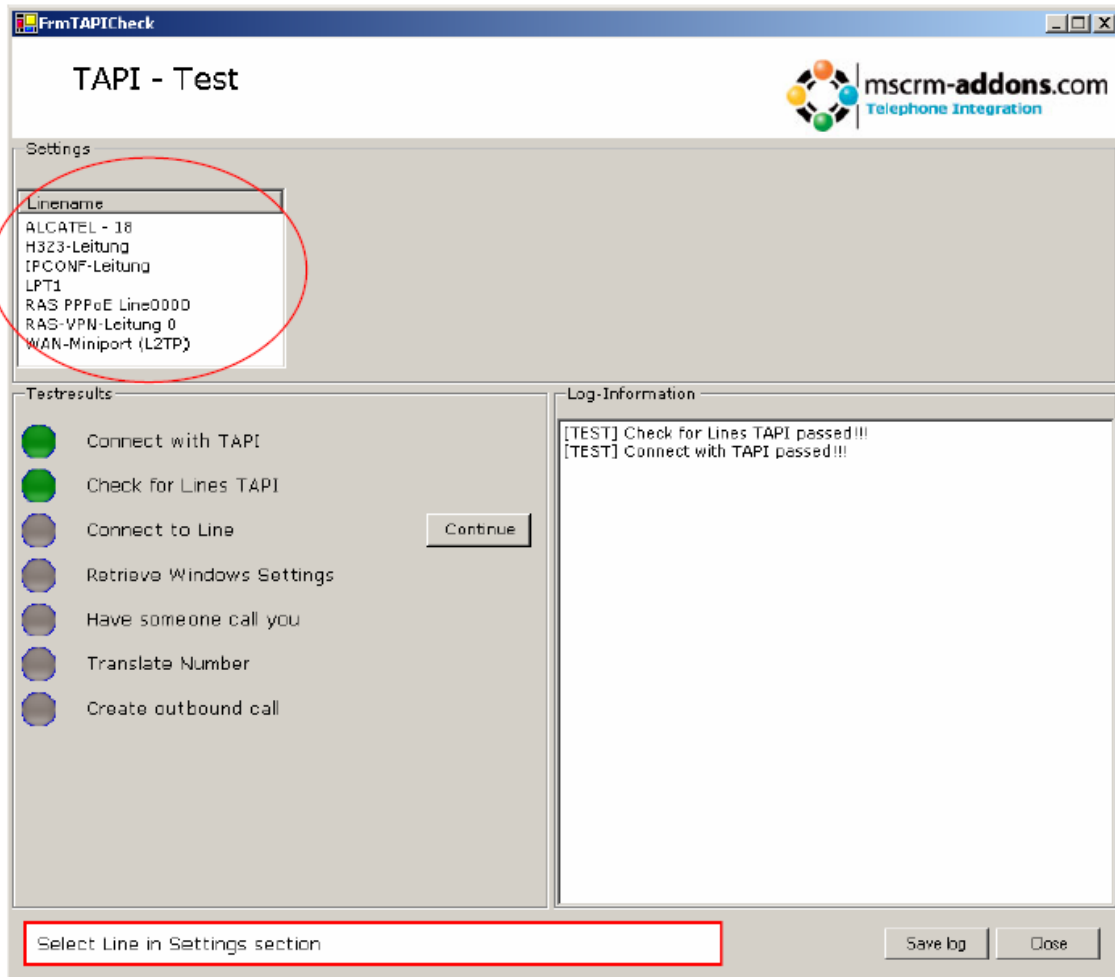 FrmTAPICheck
TAPI - Test
mscrm-addons.com
Telephone Integration
Settings
Linename
ALCATEL - 18
H323-Leitung
IPCONF-Leitung
LPT1
RAS PPPoE Line0000
RAS-VPN-Leitung 0
WAN-Miniport (L2TP)
Testresults
Connect with TAPI
Check for Lines TAPI
Connect to Line
Continue
Retrieve Windows Settings
Have someone call you
Translate Number
Create outbound call
Log-Information
[TEST] Check for Lines TAPI passed!!!
[TEST] Connect with TAPI passed!!!
Select Line in Settings section
Save log
Close